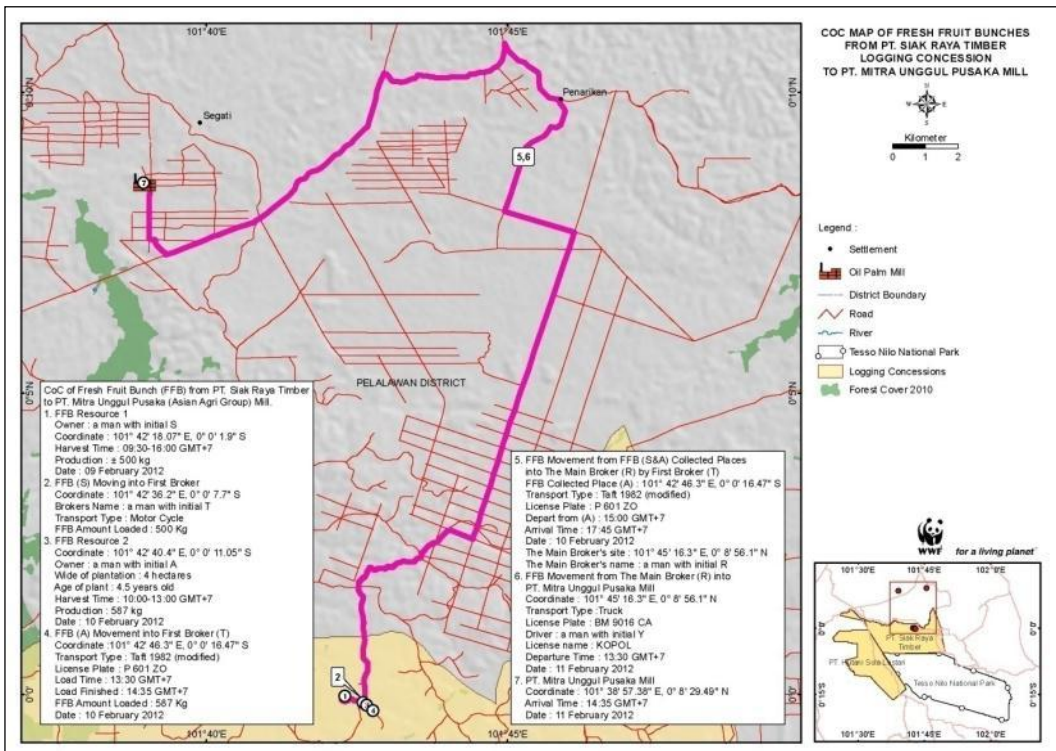 COC MAP OF FRESH FRUIT BUNCHES
FROM PT. SIAK RAYA TIMBER
LOGGING CONCESSION
TO PT. MITRA UNGGUL PUSAKA MILL
N
W E
S
Kilometer
0 1 2
Legend :
Settlement
Oil Palm Mill
District Boundary
Road
River
Tesso Nilo National Park
Logging Concessions
Forest Cover 2010
WWF
for a living planet
101°40'
101°45'E
0°10'
0°10'N
0°5'
0°5'N
0°
101°40'
101°45'E
Segati
Penarikan
5,6
7
PELALAWAN DISTRICT
2
1
4
CoC of Fresh Fruit Bunch (FFB) from PT. Siak Raya Timber
to PT. Mitra Unggul Pusaka (Asian Agri Group) Mill.
1. FFB Resource 1
Owner : a man with initial S
Coordinate : 101° 42' 18.07" E, 0° 0' 1.9" S
Harvest Time : 09:30-16:00 GMT+7
Production : ± 500 kg
Date : 09 February 2012
2. FFB (S) Moving into First Broker
Coordinate : 101° 42' 36.2" E, 0° 0' 7.7" S
Brokers Name : a man with initial T
Transport Type : Motor Cycle
FFB Amount Loaded : 500 Kg
3. FFB Resource 2
Coordinate : 101° 42' 40.4" E, 0° 0' 11.05" S
Owner : a man with initial A
Wide of plantation : 4 hectares
Age of plant : 4.5 years old
Harvest Time : 10:00-13:00 GMT+7
Production : 587 kg
Date : 10 February 2012
4. FFB (A) Movement into First Broker (T)
Coordinate :101° 42' 46.3" E, 0° 0' 16.47" S
Transport Type : Taft 1982 (modified)
License Plate : P 601 ZO
Load Time : 13:30 GMT+7
Load Finished : 14:35 GMT+7
FFB Amount Loaded : 587 Kg
Date : 10 February 2012
5. FFB Movement from FFB (S&A) Collected Places
into The Main Broker (R) by First Broker (T)
FFB Collected Place (A) : 101° 42' 46.3" E, 0° 0' 16.47" S
Transport Type : Taft 1982 (modified)
License Plate : P 601 ZO
Depart from (A) : 15:00 GMT+7
Arrival Time : 17:45 GMT+7
Date : 10 February 2012
The Main Broker's site : 101° 45' 16.3" E, 0° 8' 56.1" N
The Main Broker's name : a man with initial R
6. FFB Movement from The Main Broker (R) into
PT. Mitra Unggul Pusaka Mill
Coordinate : 101° 45' 16.3" E, 0° 8' 56.1" N
Transport Type :Truck
License Plate : BM 9016 CA
Driver : a man with initial Y
License name : KOPOL
Departure Time : 13:30 GMT+7
Date : 11 February 2012
7. PT. Mitra Unggul Pusaka Mill
Coordinate : 101° 38' 57.38" E, 0° 8' 29.49" N
Arrival Time : 14:35 GMT+7
Date : 11 February 2012
101°30'E
101°45'E
102°0'E
PT. Siak Raya
Timber
Tesso Nilo National Park
101°30'E
101°45'E
102°0'E